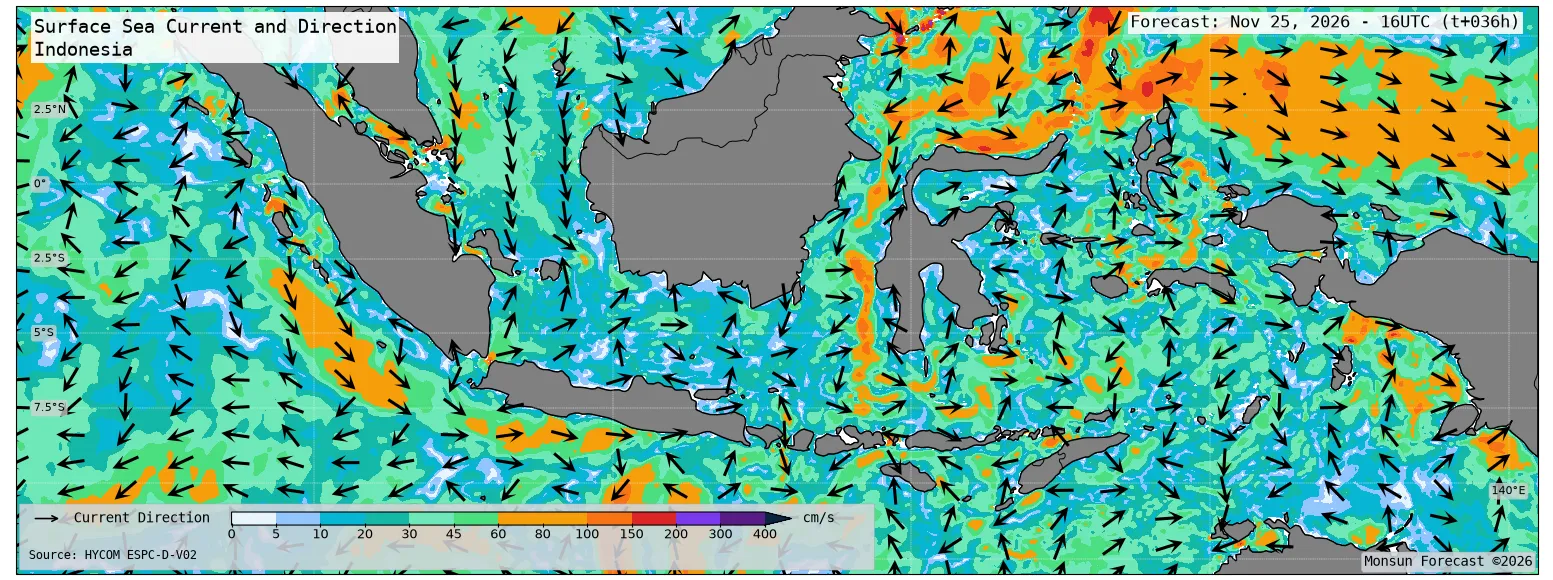 Surface Sea Current and Direction
Indonesia
Forecast: Nov 25, 2026 - 16UTC (t+036h)
2.5°N
0°
2.5°S
5°S
7.5°S
140°E
Current Direction
0 5 10 20 30 45 60 80 100 150 200 300 400 cm/s
Source: HYCOM ESPC-D-V02
Monsun Forecast ©2026